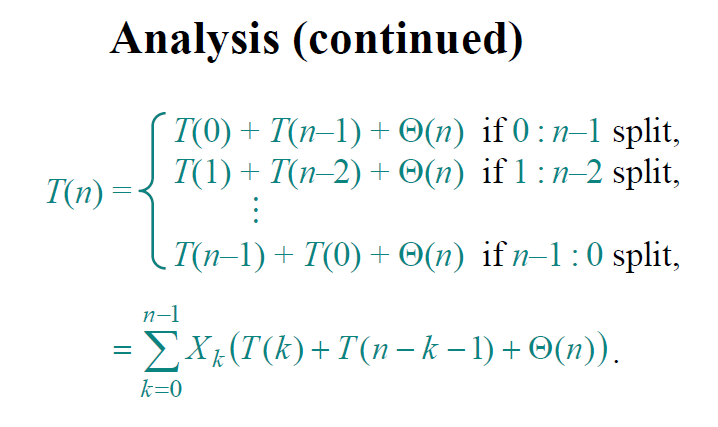 Analysis (continued)
T(0) + T(n–1) + Θ(n) if 0 : n–1 split,
T(1) + T(n–2) + Θ(n) if 1 : n–2 split,
T(n) =
⋮
T(n–1) + T(0) + Θ(n) if n–1 : 0 split,
n–1
= ∑ X_k (T(k) + T(n – k – 1) + Θ(n)).
k=0